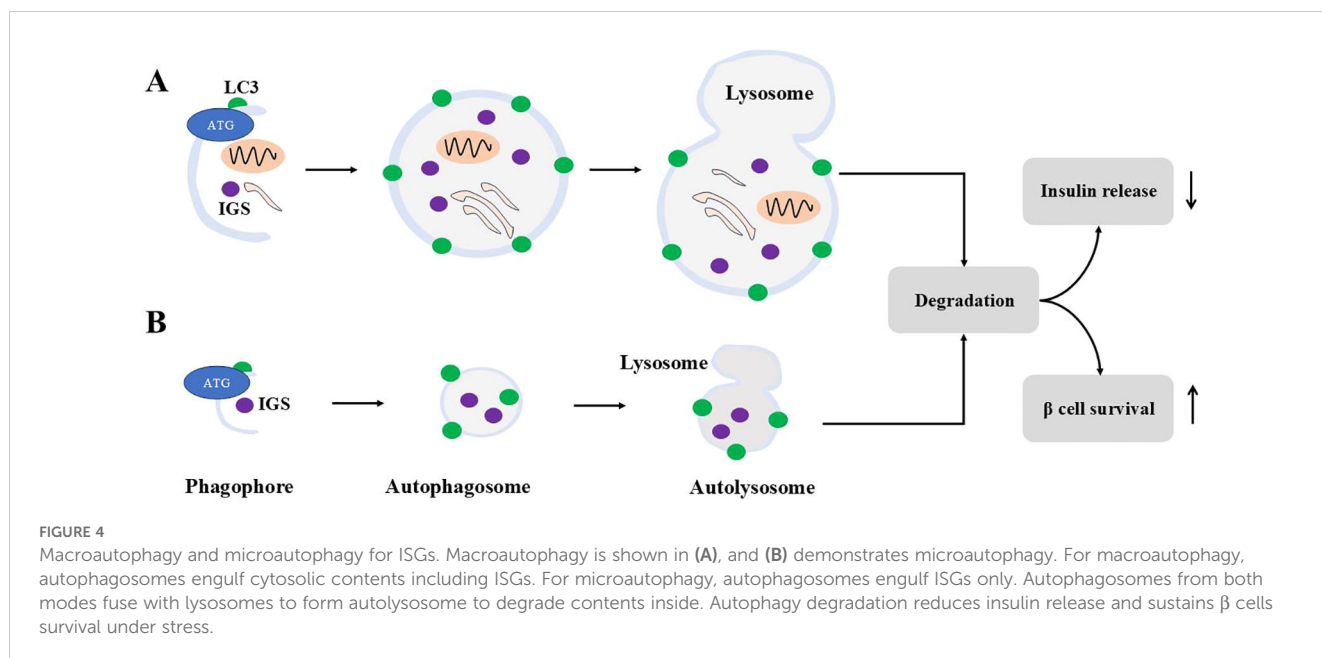 A
LC3
ATG
IGS
Lysosome
Insulin release
Degradation
β cell survival
B
ATG
IGS
Lysosome
Phagophore
Autophagosome
Autolysosome
FIGURE 4
Macroautophagy and microautophagy for ISGs. Macroautophagy is shown in (A), and (B) demonstrates microautophagy. For macroautophagy,
autophagosomes engulf cytosolic contents including ISGs. For microautophagy, autophagosomes engulf ISGs only. Autophagosomes from both
modes fuse with lysosomes to form autolysosome to degrade contents inside. Autophagy degradation reduces insulin release and sustains β cells
survival under stress.